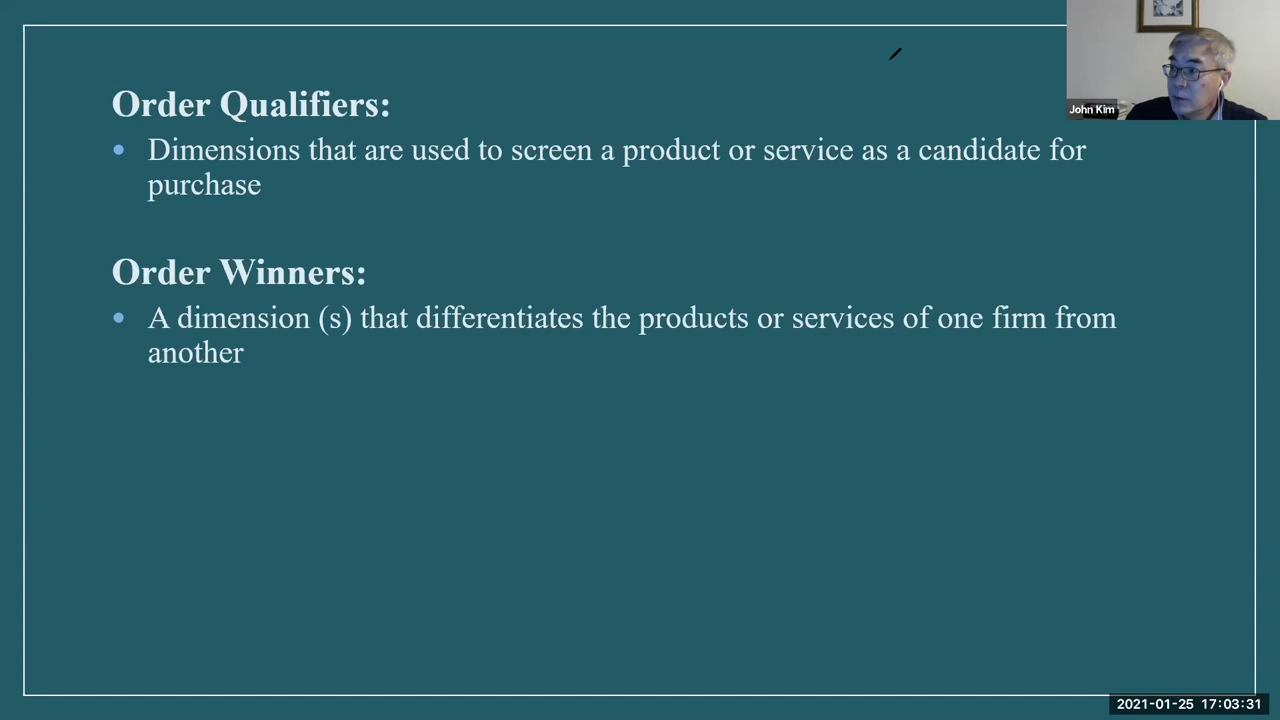 Order Qualifiers:
Dimensions that are used to screen a product or service as a candidate for
purchase
Order Winners:
A dimension (s) that differentiates the products or services of one firm from
another
John Kim
2021-01-25 17:03:31